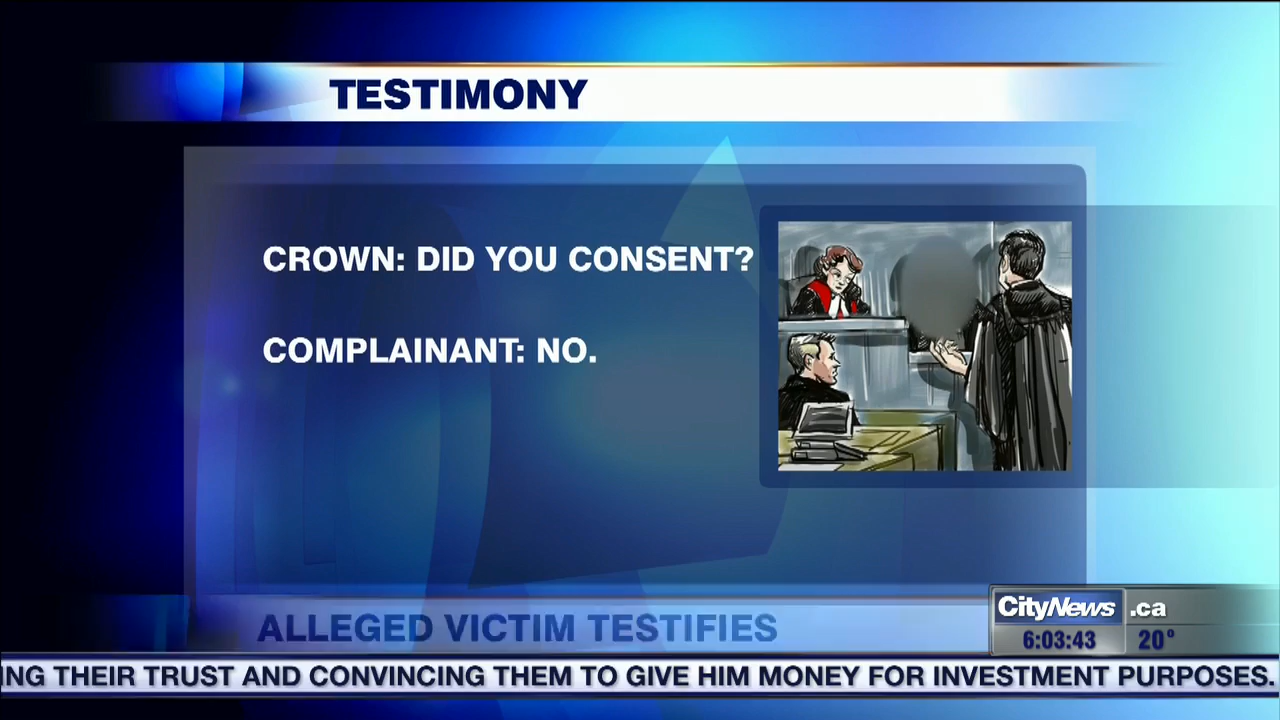 TESTIMONY
CROWN: DID YOU CONSENT?
COMPLAINANT: NO.
ALLEGED VICTIM TESTIFIES
CityNews .ca
6:03:43 20°
ING THEIR TRUST AND CONVINCING THEM TO GIVE HIM MONEY FOR INVESTMENT PURPOSES.